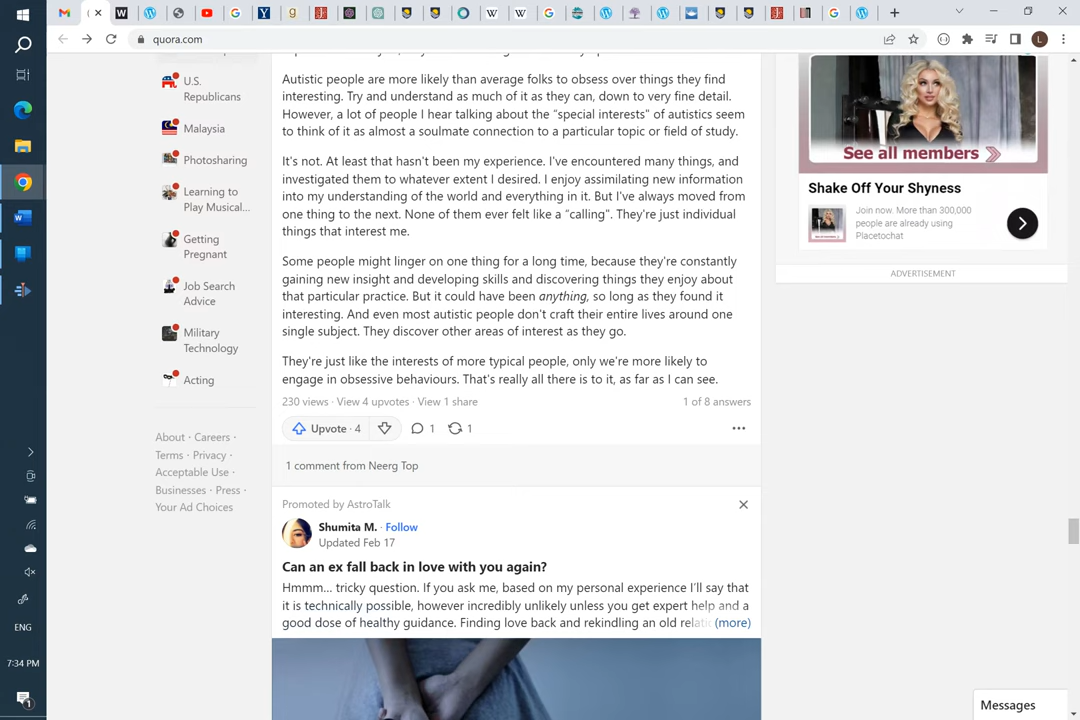 quora.com
U.S.
Republicans
Malaysia
Photosharing
Learning to
Play Musical...
Getting
Pregnant
Job Search
Advice
Military
Technology
Acting
About · Careers ·
Terms · Privacy ·
Acceptable Use ·
Businesses · Press ·
Your Ad Choices
Autistic people are more likely than average folks to obsess over things they find
interesting. Try and understand as much of it as they can, down to very fine detail.
However, a lot of people I hear talking about the “special interests” of autistics seem
to think of it as almost a soulmate connection to a particular topic or field of study.
It's not. At least that hasn't been my experience. I've encountered many things, and
investigated them to whatever extent I desired. I enjoy assimilating new information
into my understanding of the world and everything in it. But I've always moved from
one thing to the next. None of them ever felt like a “calling”. They're just individual
things that interest me.
Some people might linger on one thing for a long time, because they're constantly
gaining new insight and developing skills and discovering things they enjoy about
that particular practice. But it could have been anything, so long as they found it
interesting. And even most autistic people don't craft their entire lives around one
single subject. They discover other areas of interest as they go.
They're just like the interests of more typical people, only we're more likely to
engage in obsessive behaviours. That's really all there is to it, as far as I can see.
230 views · View 4 upvotes · View 1 share
1 of 8 answers
Upvote · 4
1
1
1 comment from Neerg Top
Promoted by AstroTalk
Shumita M. · Follow
Updated Feb 17
Can an ex fall back in love with you again?
Hmmm... tricky question. If you ask me, based on my personal experience I'll say that
it is technically possible, however incredibly unlikely unless you get expert help and a
good dose of healthy guidance. Finding love back and rekindling an old relati (more)
See all members
Shake Off Your Shyness
Join now. More than 300,000
people are already using
Placetochat
ADVERTISEMENT
Messages
ENG
7:34 PM
L